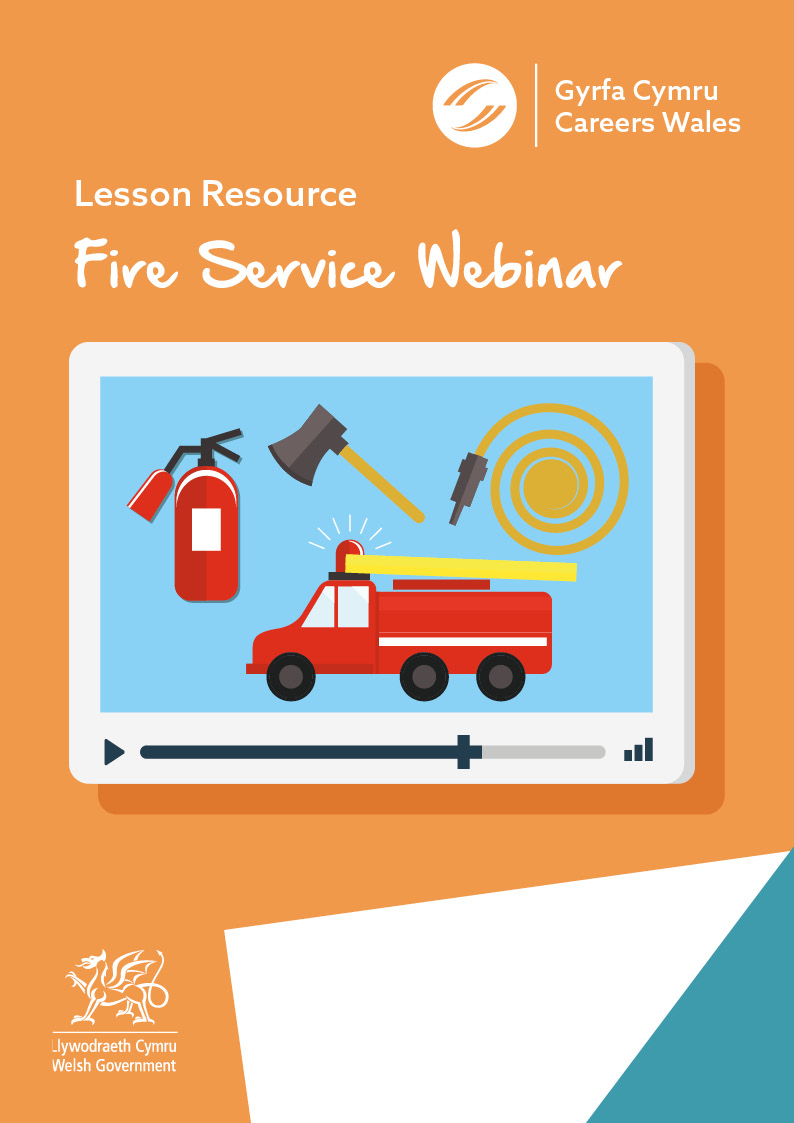 Gyrfa Cymru
Careers Wales
Lesson Resource
Fire Service Webinar
Llywodraeth Cymru
Welsh Government